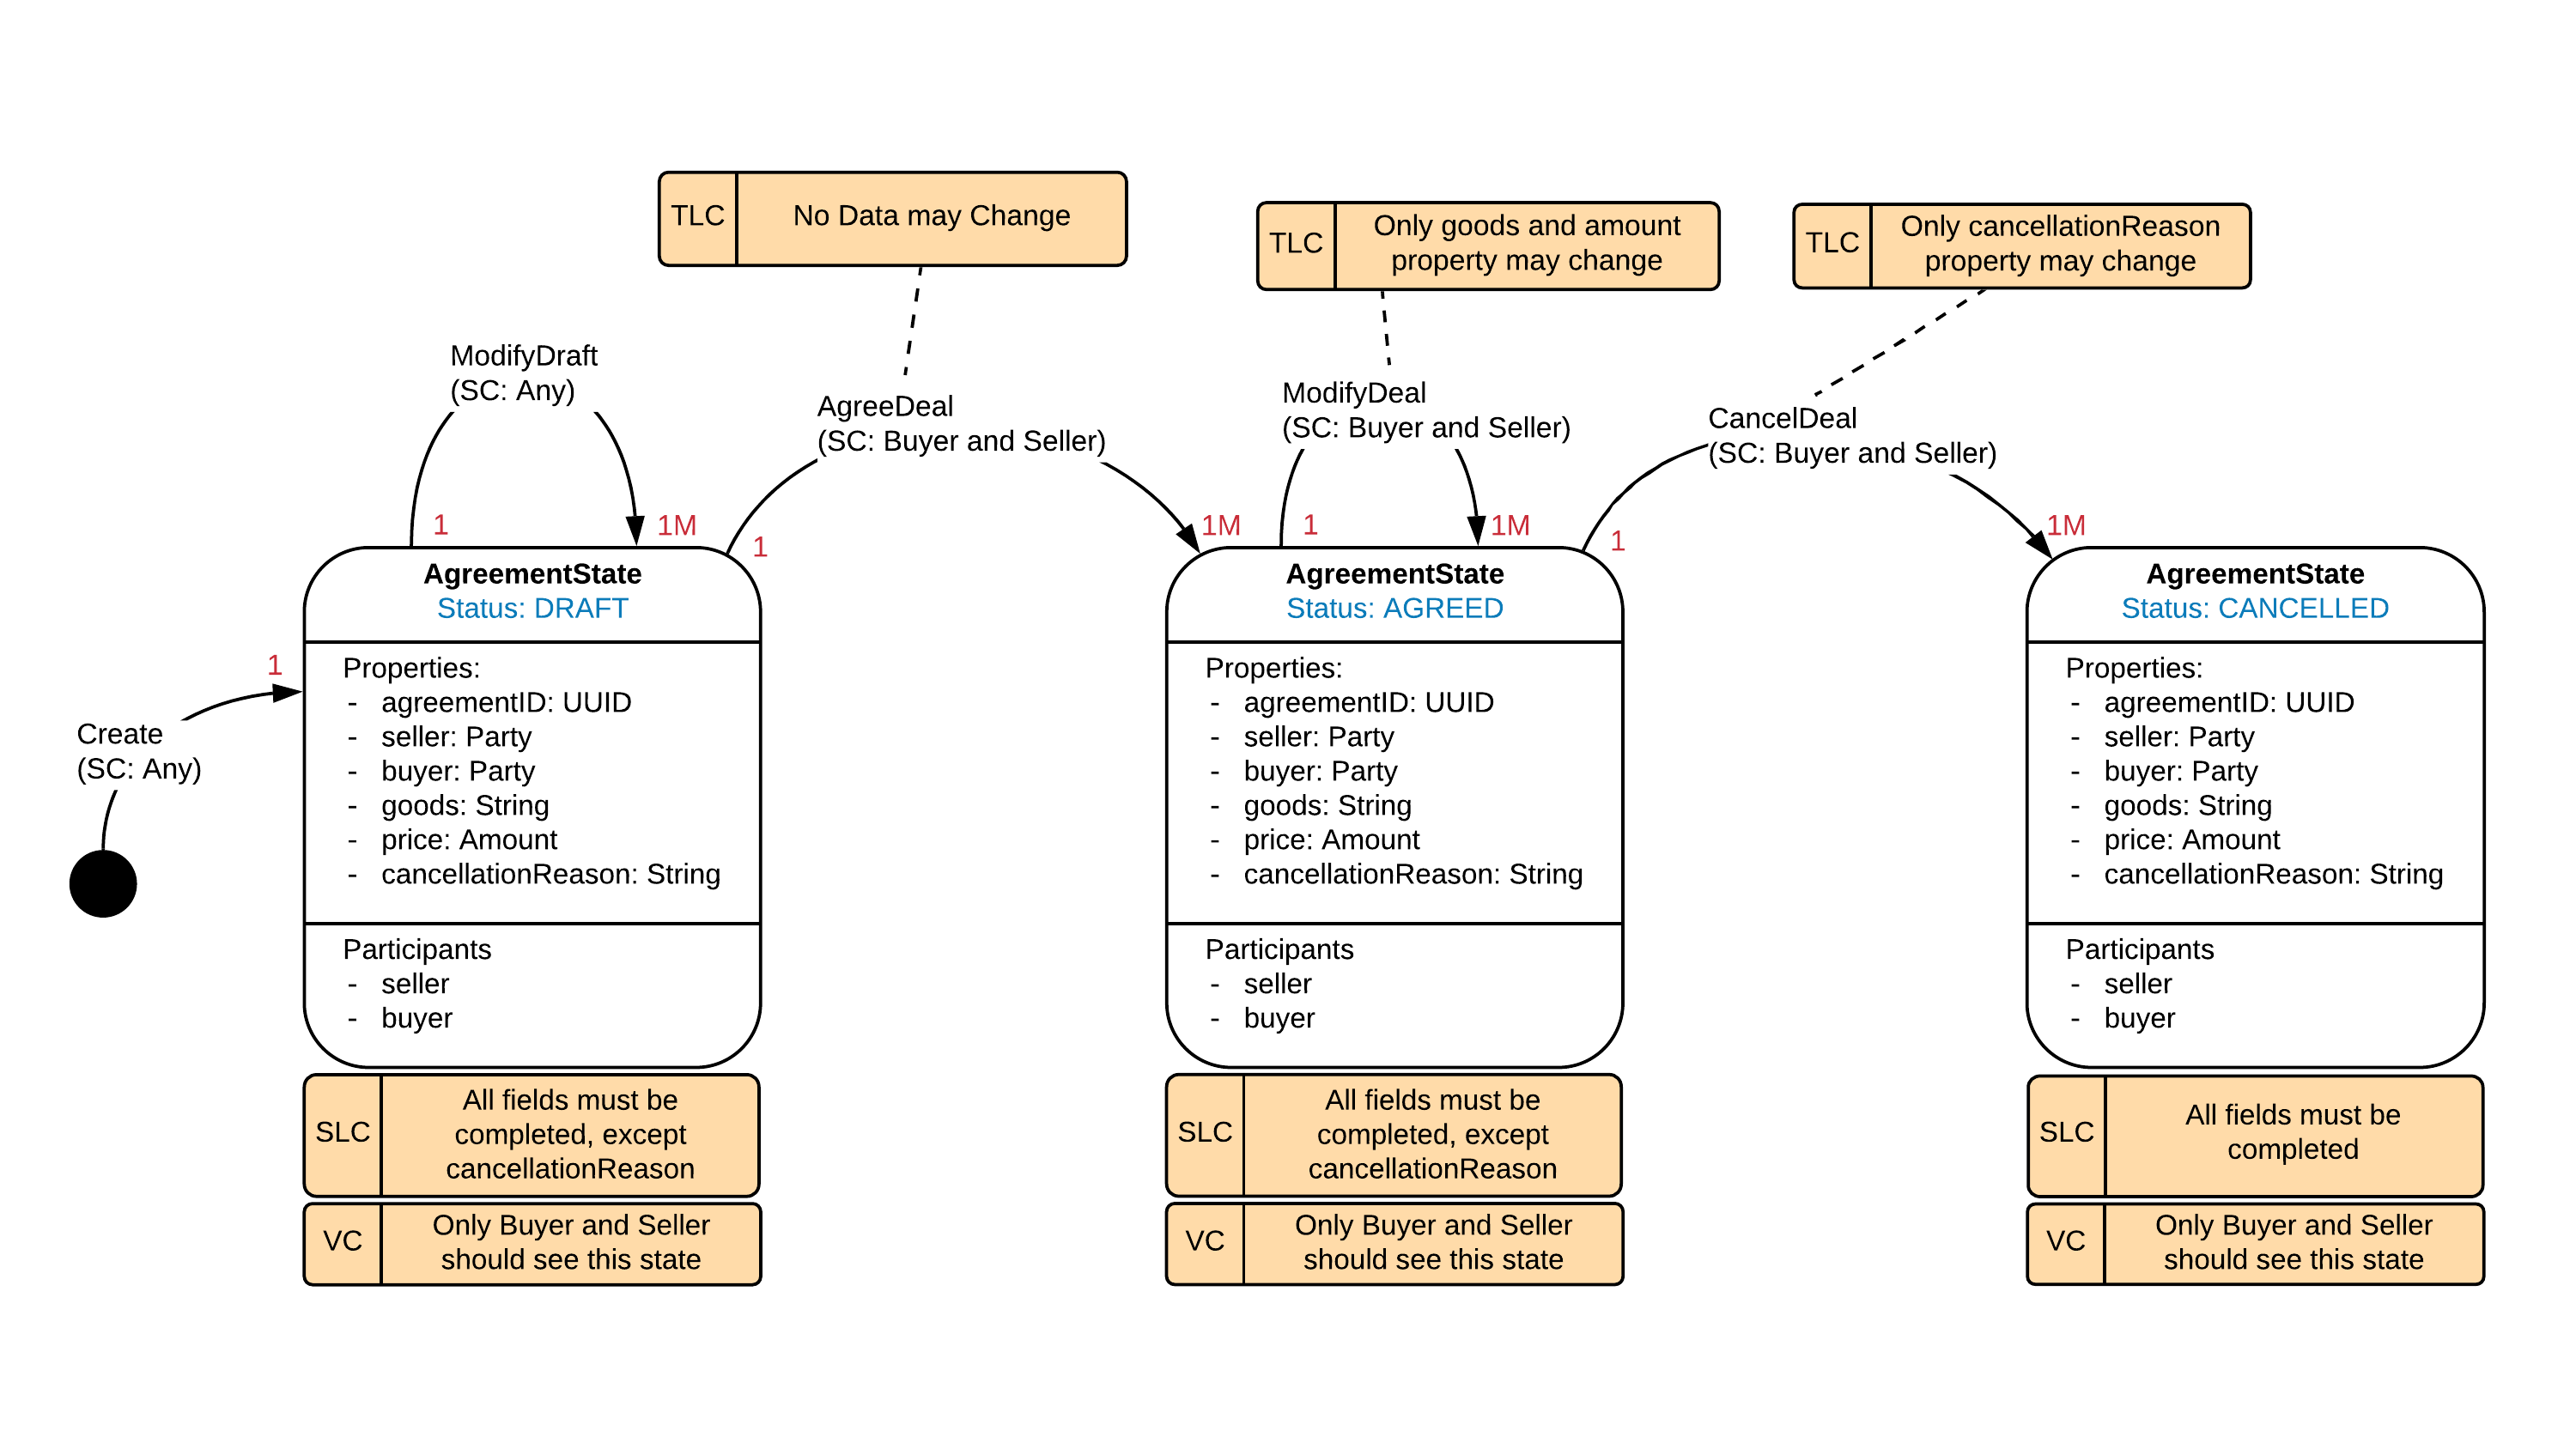 TLC
No Data may Change
TLC
Only goods and amount
property may change
TLC
Only cancellationReason
property may change
ModifyDraft
(SC: Any)
AgreeDeal
(SC: Buyer and Seller)
ModifyDeal
(SC: Buyer and Seller)
CancelDeal
(SC: Buyer and Seller)
1
1M
1
1M
1
1M
1
1M
Create
(SC: Any)
1
AgreementState
Status: DRAFT
Properties:
- agreementID: UUID
- seller: Party
- buyer: Party
- goods: String
- price: Amount
- cancellationReason: String
Participants
- seller
- buyer
SLC
All fields must be
completed, except
cancellationReason
VC
Only Buyer and Seller
should see this state
AgreementState
Status: AGREED
Properties:
- agreementID: UUID
- seller: Party
- buyer: Party
- goods: String
- price: Amount
- cancellationReason: String
Participants
- seller
- buyer
SLC
All fields must be
completed, except
cancellationReason
VC
Only Buyer and Seller
should see this state
AgreementState
Status: CANCELLED
Properties:
- agreementID: UUID
- seller: Party
- buyer: Party
- goods: String
- price: Amount
- cancellationReason: String
Participants
- seller
- buyer
SLC
All fields must be
completed
VC
Only Buyer and Seller
should see this state